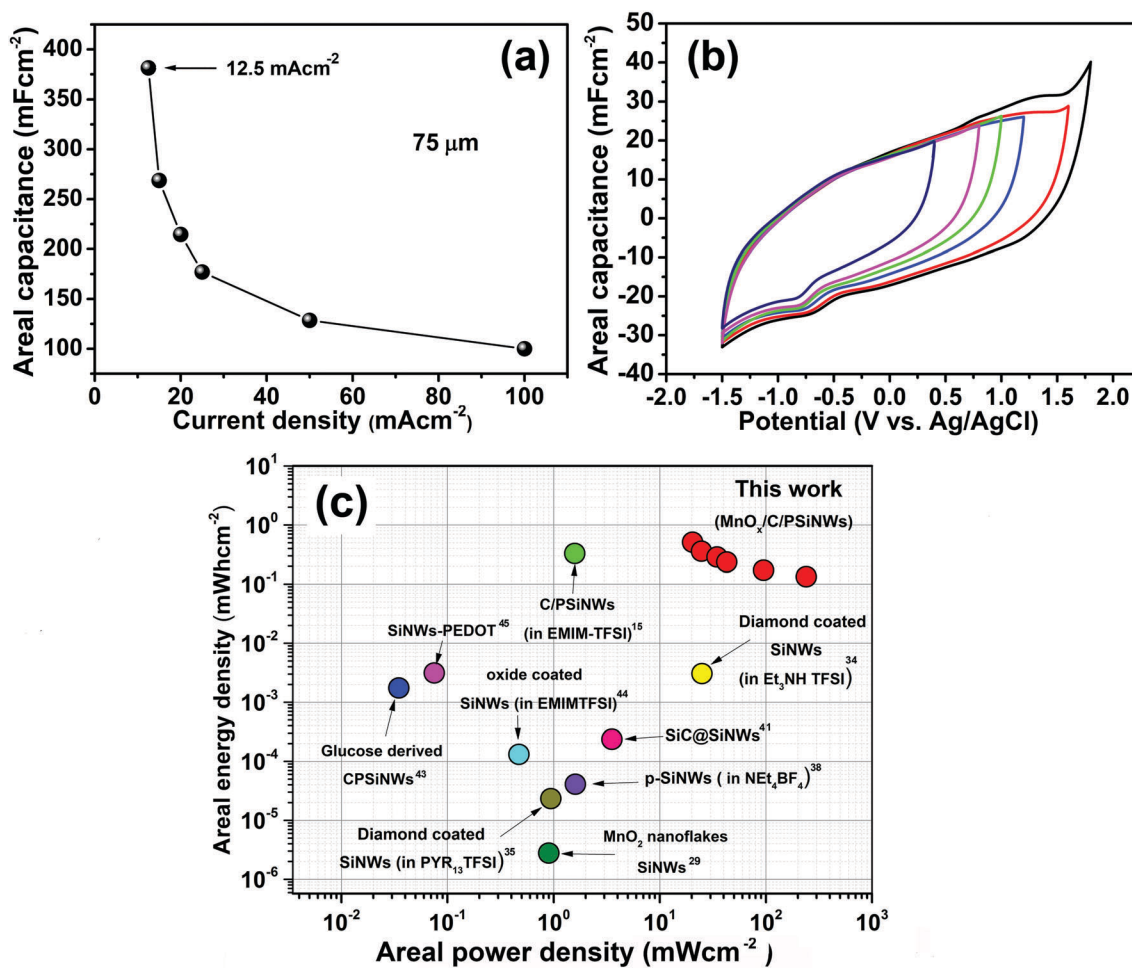 (a)
400
350
300
250
200
150
100
12.5 mAcm⁻²
75 μm
0 20 40 60 80 100
Current density (mAcm⁻²)
Areal capacitance (mFcm⁻²)
(b)
50
40
30
20
10
0
-10
-20
-30
-40
-2.0 -1.5 -1.0 -0.5 0.0 0.5 1.0 1.5 2.0
Potential (V vs. Ag/AgCl)
Areal capacitance (mFcm⁻²)
(c)
10¹
10⁰
10⁻¹
10⁻²
10⁻³
10⁻⁴
10⁻⁵
10⁻⁶
This work
(MnOₓ/C/PSiNWs)
C/PSiNWs
(in EMIM-TFSI)¹⁵
SiNWs-PEDOT⁴⁵
Diamond coated
SiNWs
(in Et₃NH TFSI)³⁴
oxide coated
SiNWs (in EMIMTFSI)⁴⁴
SiC@SiNWs⁴¹
Glucose derived
CPSiNWs⁴³
p-SiNWs ( in NEt₄BF₄)³⁸
Diamond coated
SiNWs (in PYR₁₃TFSI)³⁵
MnO₂ nanoflakes
SiNWs²⁹
10⁻² 10⁻¹ 10⁰ 10¹ 10² 10³
Areal power density (mWcm⁻²)
Areal energy density (mWhcm⁻²)